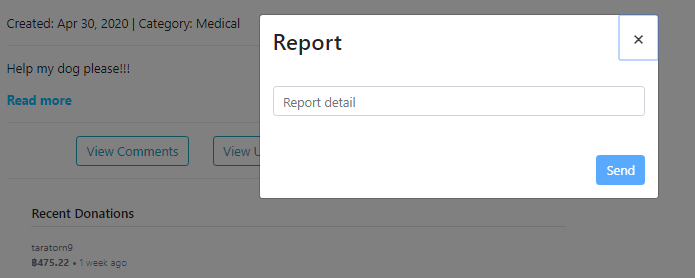 Created: Apr 30, 2020 | Category: Medical
Help my dog please!!!
Read more
View Comments
View U
Recent Donations
taratorn9
฿475.22 • 1 week ago
Report
×
Report detail
Send